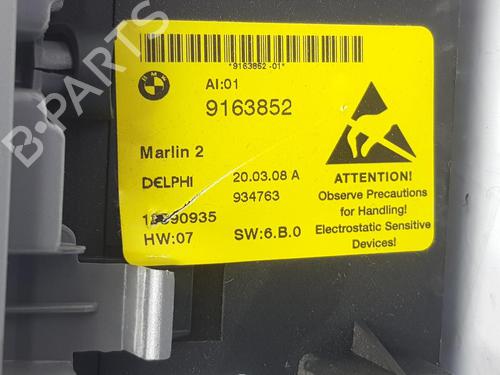 *9163852-01*
BMW
AI:01
9163852
Marlin 2
DELPHI
20.03.08 A
934763
HW:07
SW:6.B.0
ATTENTION!
Observe Precautions
for Handling!
Electrostatic Sensitive
Devices!
B-PARTS